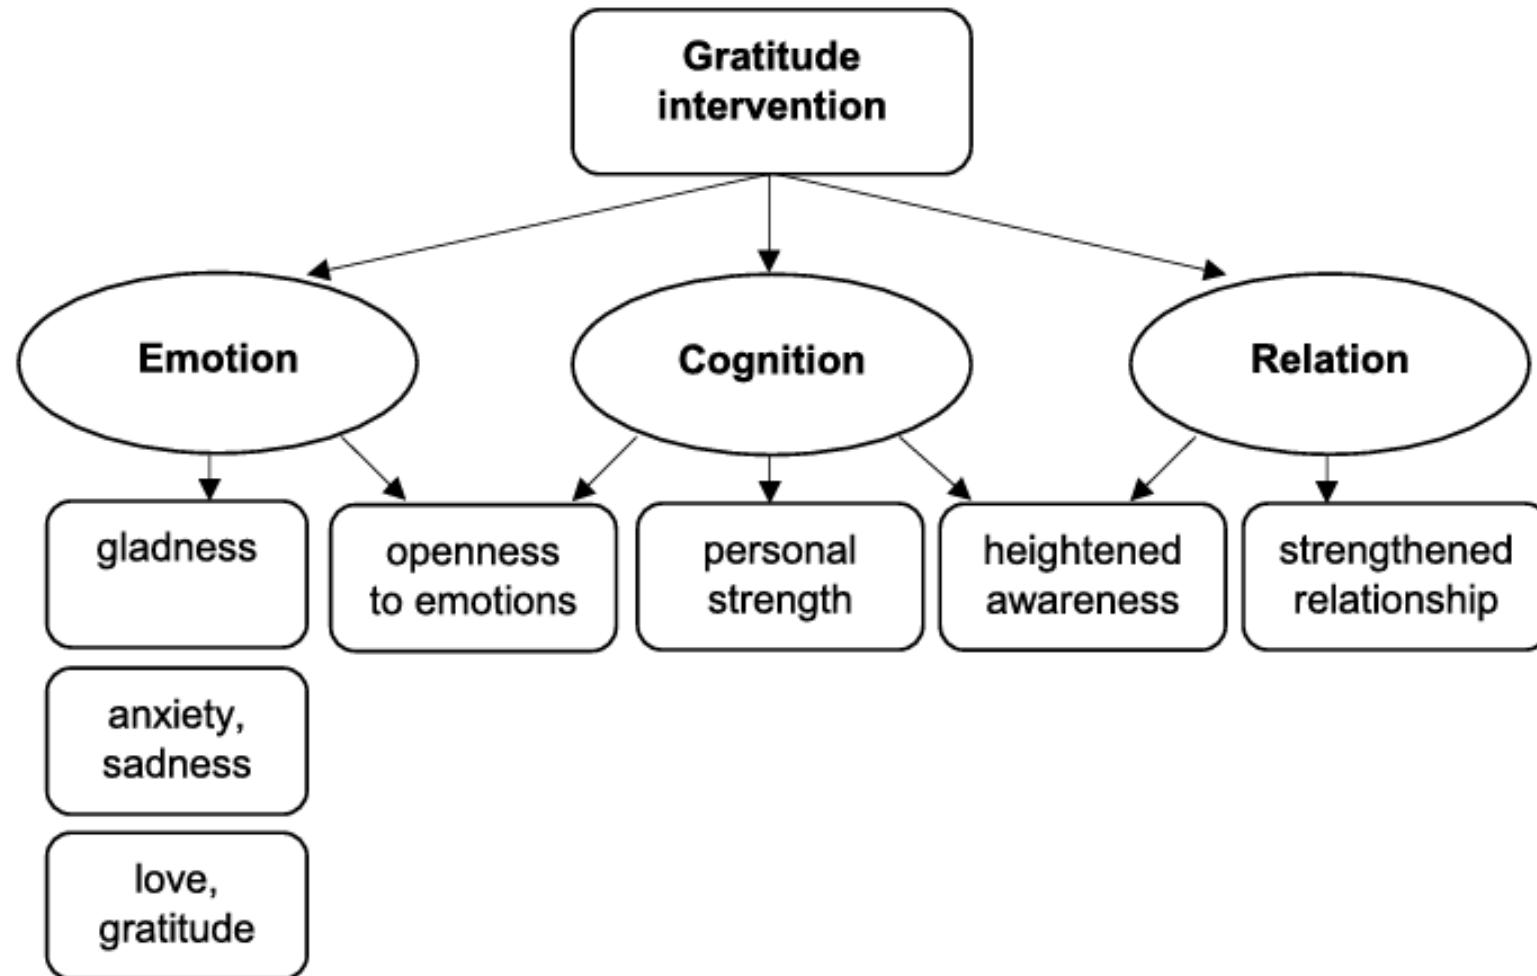 Gratitude
intervention
Emotion
Cognition
Relation
gladness
openness
to emotions
personal
strength
heightened
awareness
strengthened
relationship
anxiety,
sadness
love,
gratitude